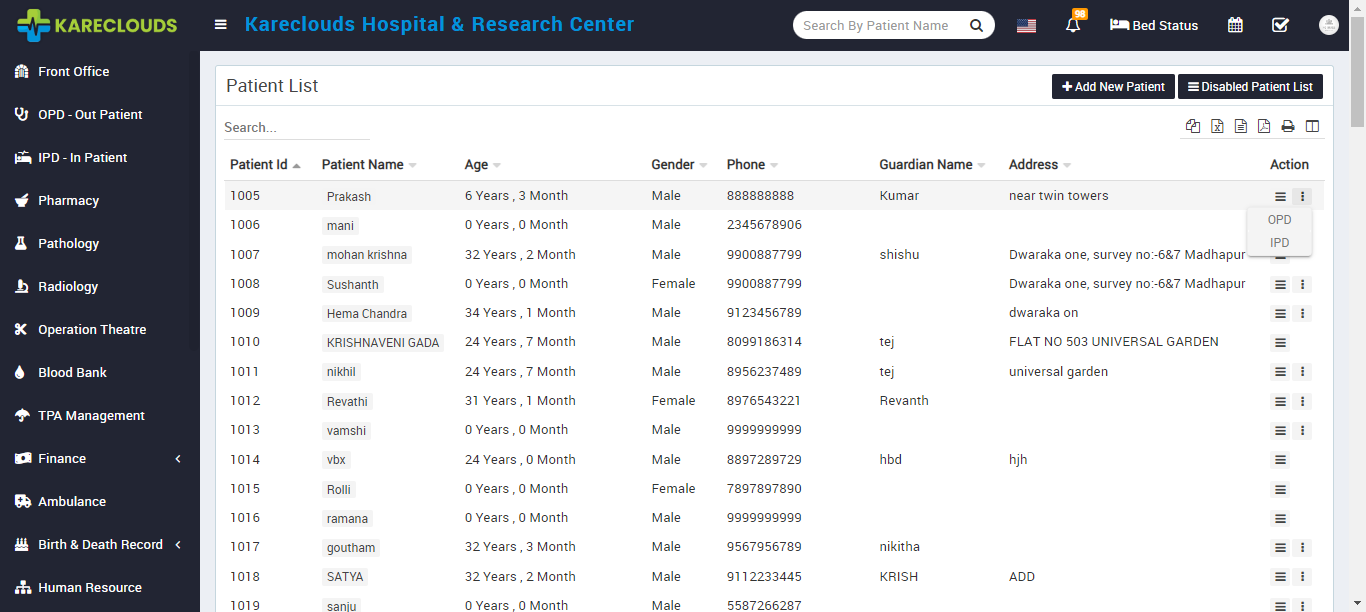 KARECLOUDS
Kareclouds Hospital & Research Center
Search By Patient Name
98
Bed Status
Front Office
OPD - Out Patient
IPD - In Patient
Pharmacy
Pathology
Radiology
Operation Theatre
Blood Bank
TPA Management
Finance
Ambulance
Birth & Death Record
Human Resource
Patient List
Add New Patient
Disabled Patient List
Search...
Patient Id Patient Name Age Gender Phone Guardian Name Address Action
1005 Prakash 6 Years , 3 Month Male 888888888 Kumar near twin towers
OPD
IPD
1006 mani 0 Years , 0 Month Male 2345678906
1007 mohan krishna 32 Years , 2 Month Male 9900887799 shishu Dwaraka one, survey no:-6&7 Madhapur
1008 Sushanth 0 Years , 0 Month Female 9900887799 Dwaraka one, survey no:-6&7 Madhapur
1009 Hema Chandra 34 Years , 1 Month Male 9123456789 dwaraka on
1010 KRISHNAVENI GADA 24 Years , 7 Month Male 8099186314 tej FLAT NO 503 UNIVERSAL GARDEN
1011 nikhil 24 Years , 7 Month Male 8956237489 tej universal garden
1012 Revathi 31 Years , 1 Month Female 8976543221 Revanth
1013 vamshi 0 Years , 0 Month Male 9999999999
1014 vbx 24 Years , 0 Month Male 8897289729 hbd hjh
1015 Rolli 0 Years , 0 Month Female 7897897890
1016 ramana 0 Years , 0 Month Male 9999999999
1017 goutham 32 Years , 3 Month Male 9567956789 nikitha
1018 SATYA 32 Years , 2 Month Male 9112233445 KRISH ADD
1019 sanju 0 Years , 0 Month Male 5587266287